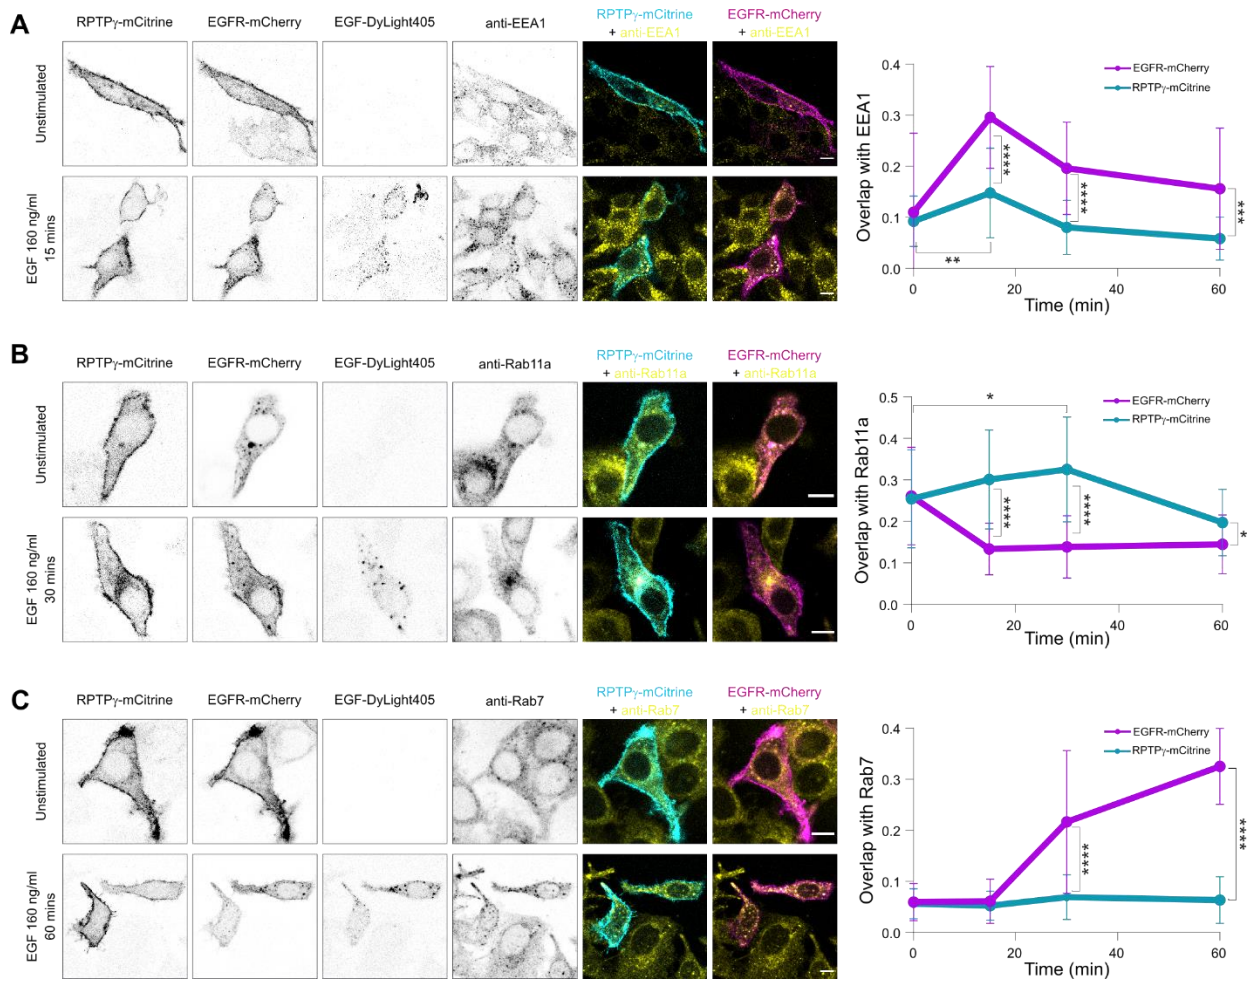 A
RPTPγ-mCitrine EGFR-mCherry EGF-DyLight405 anti-EEA1 RPTPγ-mCitrine EGFR-mCherry
+ anti-EEA1 + anti-EEA1
Unstimulated
EGF 160 ng/ml
15 mins
EGFR-mCherry
RPTPγ-mCitrine
Overlap with EEA1
0.4
0.3
0.2
0.1
0.0
****
****
***
**
0 20 40 60
Time (min)
B
RPTPγ-mCitrine EGFR-mCherry EGF-DyLight405 anti-Rab11a RPTPγ-mCitrine EGFR-mCherry
+ anti-Rab11a + anti-Rab11a
Unstimulated
EGF 160 ng/ml
30 mins
EGFR-mCherry
RPTPγ-mCitrine
Overlap with Rab11a
0.5
0.4
0.3
0.2
0.1
0.0
*
****
****
*
0 20 40 60
Time (min)
C
RPTPγ-mCitrine EGFR-mCherry EGF-DyLight405 anti-Rab7 RPTPγ-mCitrine EGFR-mCherry
+ anti-Rab7 + anti-Rab7
Unstimulated
EGF 160 ng/ml
60 mins
EGFR-mCherry
RPTPγ-mCitrine
Overlap with Rab7
0.4
0.3
0.2
0.1
0.0
****
****
0 20 40 60
Time (min)